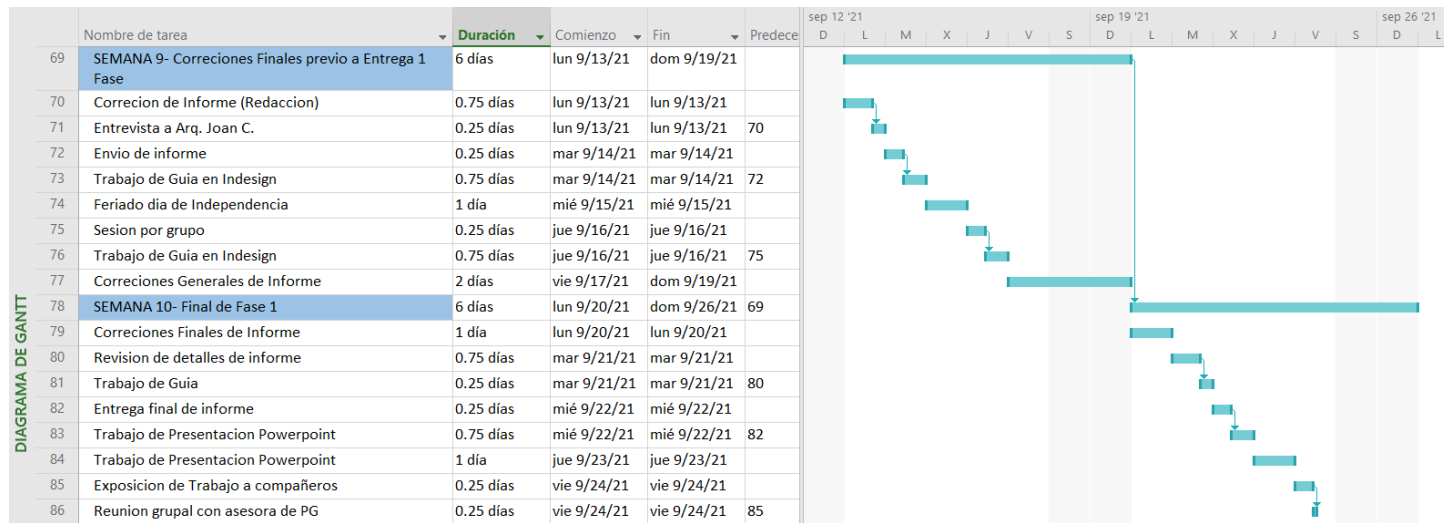 sep 12 '21 sep 19 '21 sep 26 '21
Nombre de tarea Duración Comienzo Fin Predece: D L M X J V S D L M X J V S D L
69 SEMANA 9- Correciones Finales previo a Entrega 1 6 días lun 9/13/21 dom 9/19/21
Fase
70 Correcion de Informe (Redaccion) 0.75 días lun 9/13/21 lun 9/13/21
71 Entrevista a Arq. Joan C. 0.25 días lun 9/13/21 lun 9/13/21 70
72 Envio de informe 0.25 días mar 9/14/21 mar 9/14/21
73 Trabajo de Guia en Indesign 0.75 días mar 9/14/21 mar 9/14/21 72
74 Feriado dia de Independencia 1 día mié 9/15/21 mié 9/15/21
75 Sesion por grupo 0.25 días jue 9/16/21 jue 9/16/21
76 Trabajo de Guia en Indesign 0.75 días jue 9/16/21 jue 9/16/21 75
77 Correciones Generales de Informe 2 días vie 9/17/21 dom 9/19/21
78 SEMANA 10- Final de Fase 1 6 días lun 9/20/21 dom 9/26/21 69
79 Correciones Finales de Informe 1 día lun 9/20/21 lun 9/20/21
80 Revision de detalles de informe 0.75 días mar 9/21/21 mar 9/21/21
81 Trabajo de Guia 0.25 días mar 9/21/21 mar 9/21/21 80
82 Entrega final de informe 0.25 días mié 9/22/21 mié 9/22/21
83 Trabajo de Presentacion Powerpoint 0.75 días mié 9/22/21 mié 9/22/21 82
84 Trabajo de Presentacion Powerpoint 1 día jue 9/23/21 jue 9/23/21
85 Exposicion de Trabajo a compañeros 0.25 días vie 9/24/21 vie 9/24/21
86 Reunion grupal con asesora de PG 0.25 días vie 9/24/21 vie 9/24/21 85
DIAGRAMA DE GANTT